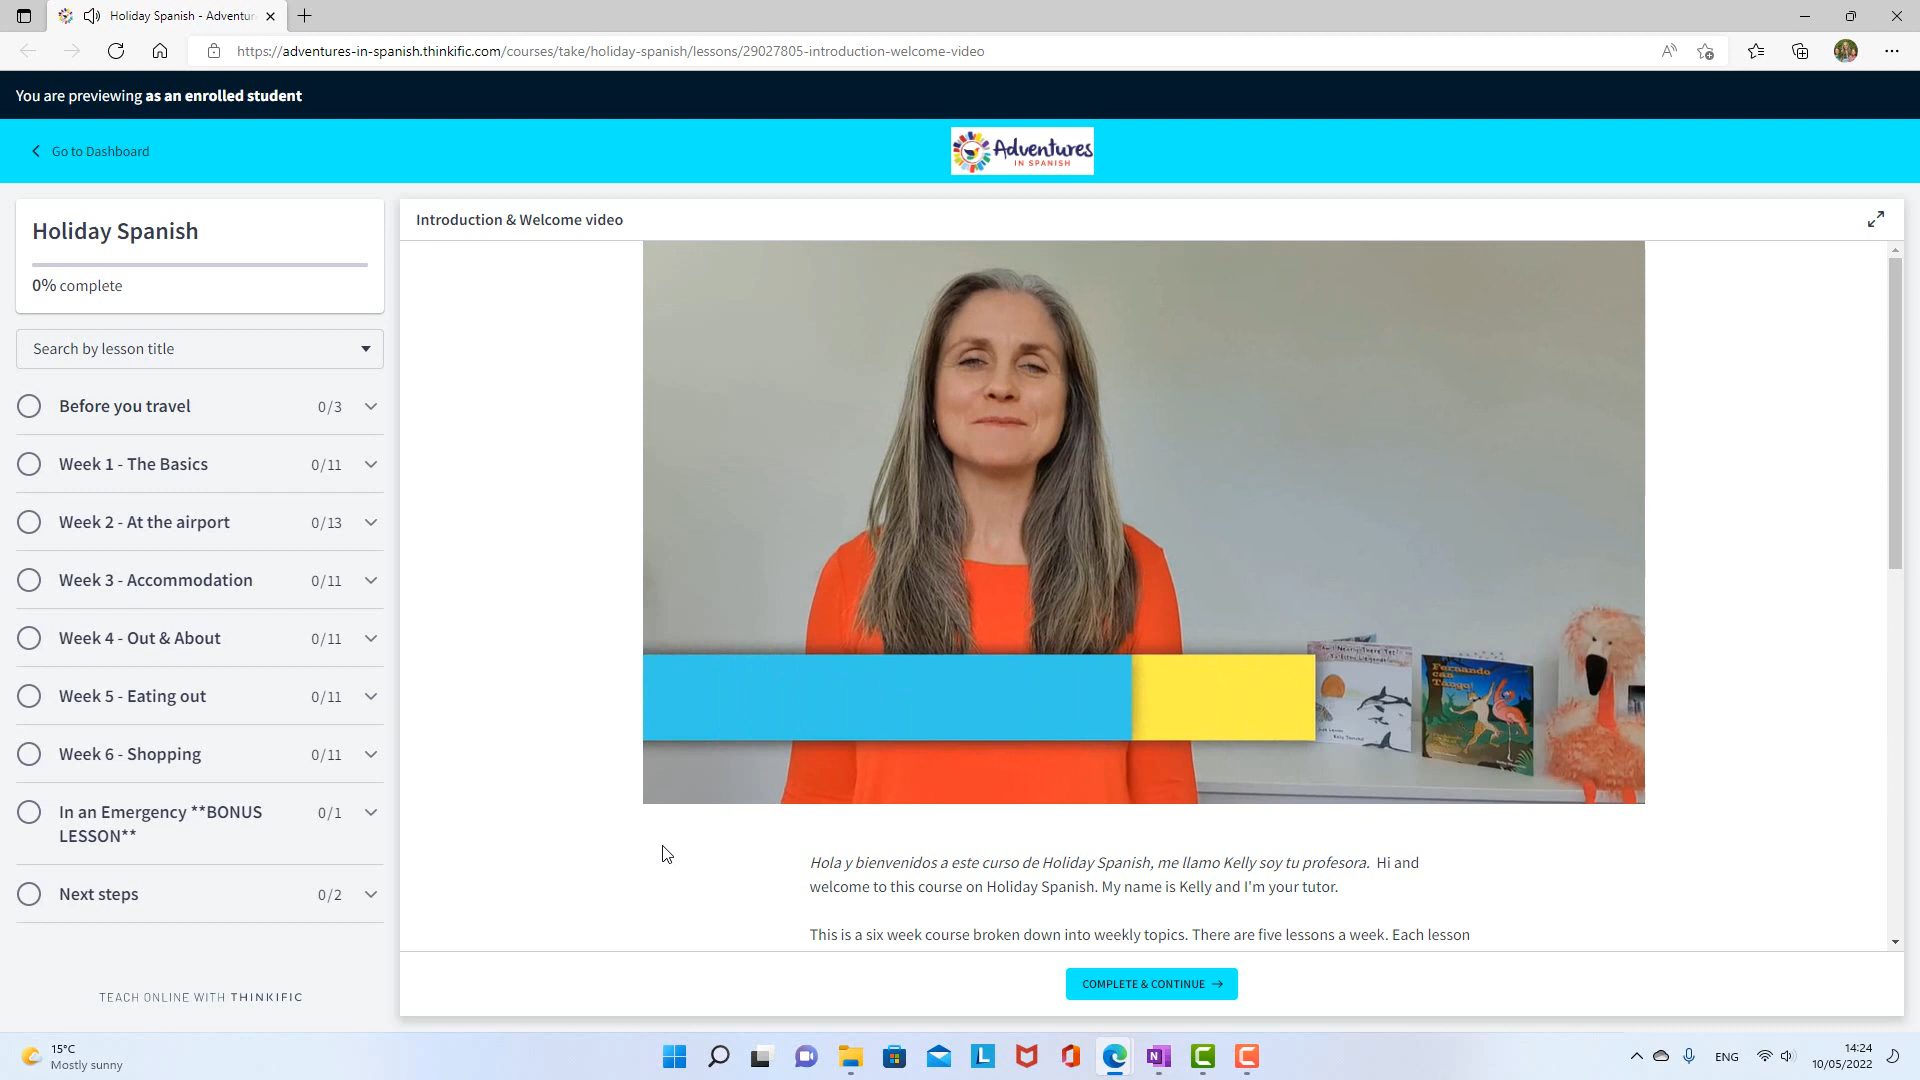 Holiday Spanish - Adventur
https://adventures-in-spanish.thinkific.com/courses/take/holiday-spanish/lessons/29027805-introduction-welcome-video
You are previewing as an enrolled student
Go to Dashboard
Adventures
IN SPANISH
Holiday Spanish
0% complete
Search by lesson title
Before you travel 0/3
Week 1 - The Basics 0/11
Week 2 - At the airport 0/13
Week 3 - Accommodation 0/11
Week 4 - Out & About 0/11
Week 5 - Eating out 0/11
Week 6 - Shopping 0/11
In an Emergency **BONUS 0/1
LESSON**
Next steps 0/2
TEACH ONLINE WITH THINKIFIC
Introduction & Welcome video
Fernando
can
Tango!
Hola y bienvenidos a este curso de Holiday Spanish, me llamo Kelly soy tu profesora. Hi and
welcome to this course on Holiday Spanish. My name is Kelly and I'm your tutor.
This is a six week course broken down into weekly topics. There are five lessons a week. Each lesson
COMPLETE & CONTINUE
15°C
Mostly sunny
ENG
14:24
10/05/2022